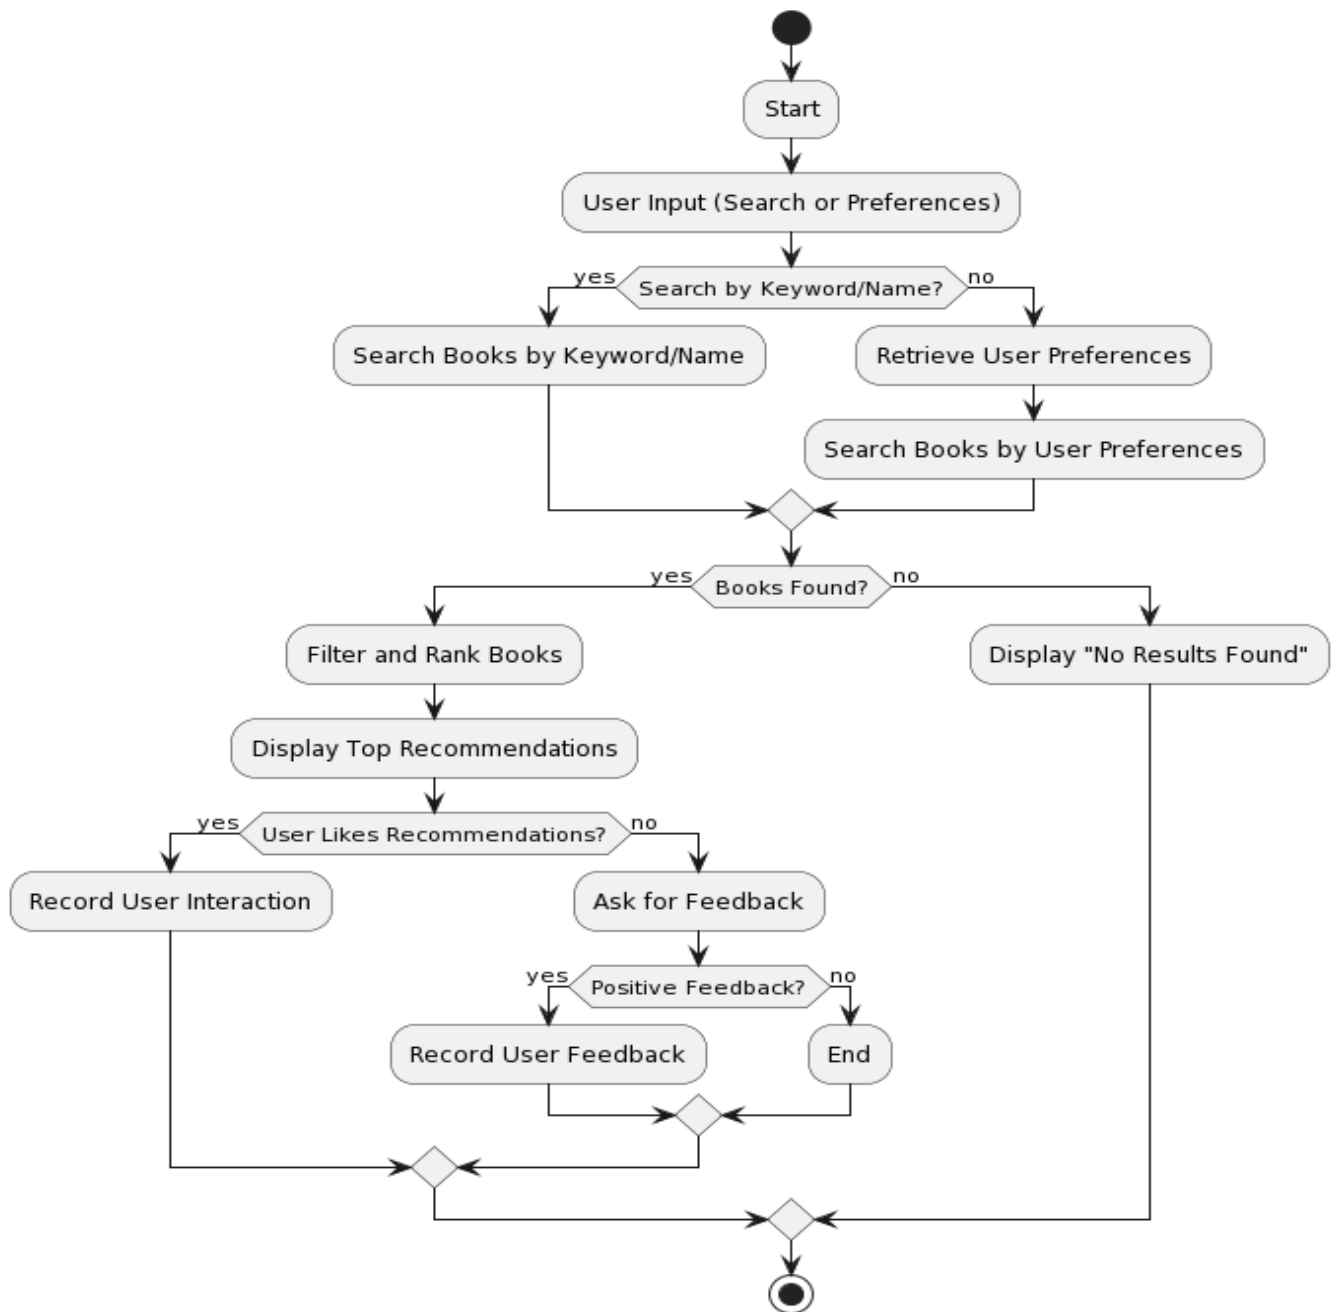 Start
User Input (Search or Preferences)
yes
Search by Keyword/Name?
no
Search Books by Keyword/Name
Retrieve User Preferences
Search Books by User Preferences
yes
Books Found?
no
Filter and Rank Books
Display "No Results Found"
Display Top Recommendations
yes
User Likes Recommendations?
no
Record User Interaction
Ask for Feedback
yes
Positive Feedback?
no
Record User Feedback
End